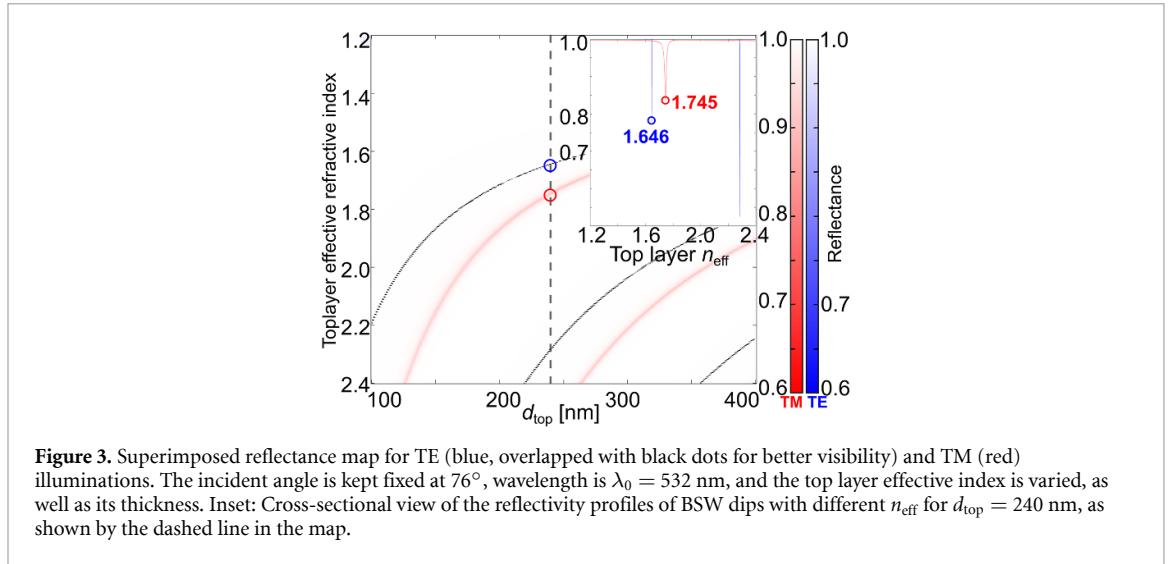 Toplayer effective refractive index
1.2
1.4
1.6
1.8
2.0
2.2
2.4
100
200
300
400
d_top [nm]
1.0
0.8
0.7
1.745
1.646
1.2
1.6
2.0
2.4
Top layer n_eff
1.0
0.9
0.8
0.7
0.6
TM
1.0
0.7
0.6
TE
Reflectance
Figure 3. Superimposed reflectance map for TE (blue, overlapped with black dots for better visibility) and TM (red)
illuminations. The incident angle is kept fixed at 76°, wavelength is λ₀ = 532 nm, and the top layer effective index is varied, as
well as its thickness. Inset: Cross-sectional view of the reflectivity profiles of BSW dips with different n_eff for d_top = 240 nm, as
shown by the dashed line in the map.